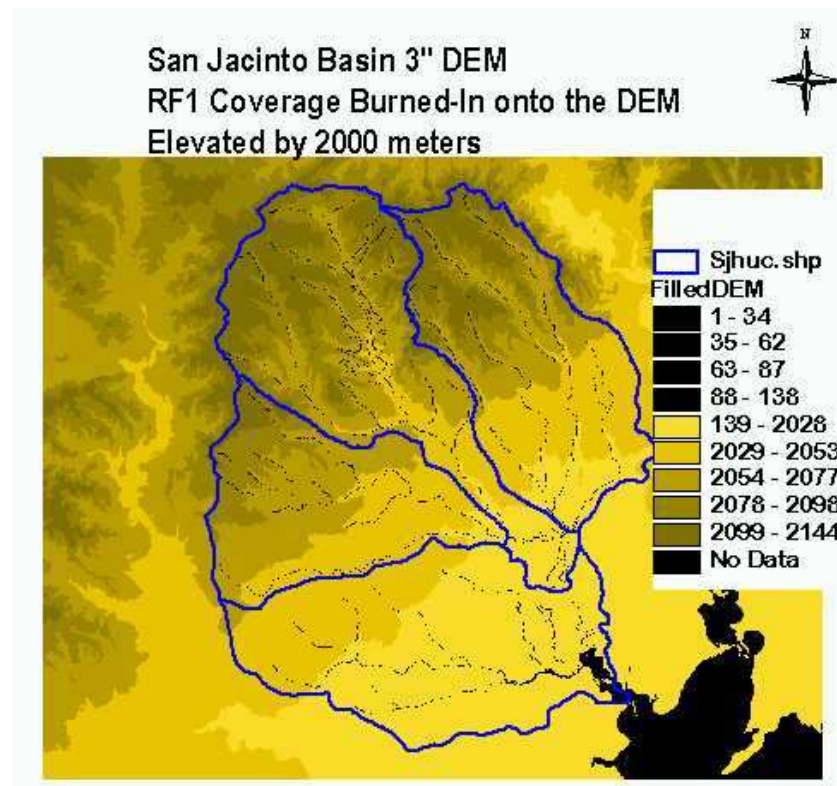 N
San Jacinto Basin 3" DEM
RF1 Coverage Burned-In onto the DEM
Elevated by 2000 meters
Sjhuc.shp
FilledDEM
1 - 34
35 - 62
63 - 87
88 - 138
139 - 2028
2029 - 2053
2054 - 2077
2078 - 2098
2099 - 2144
No Data